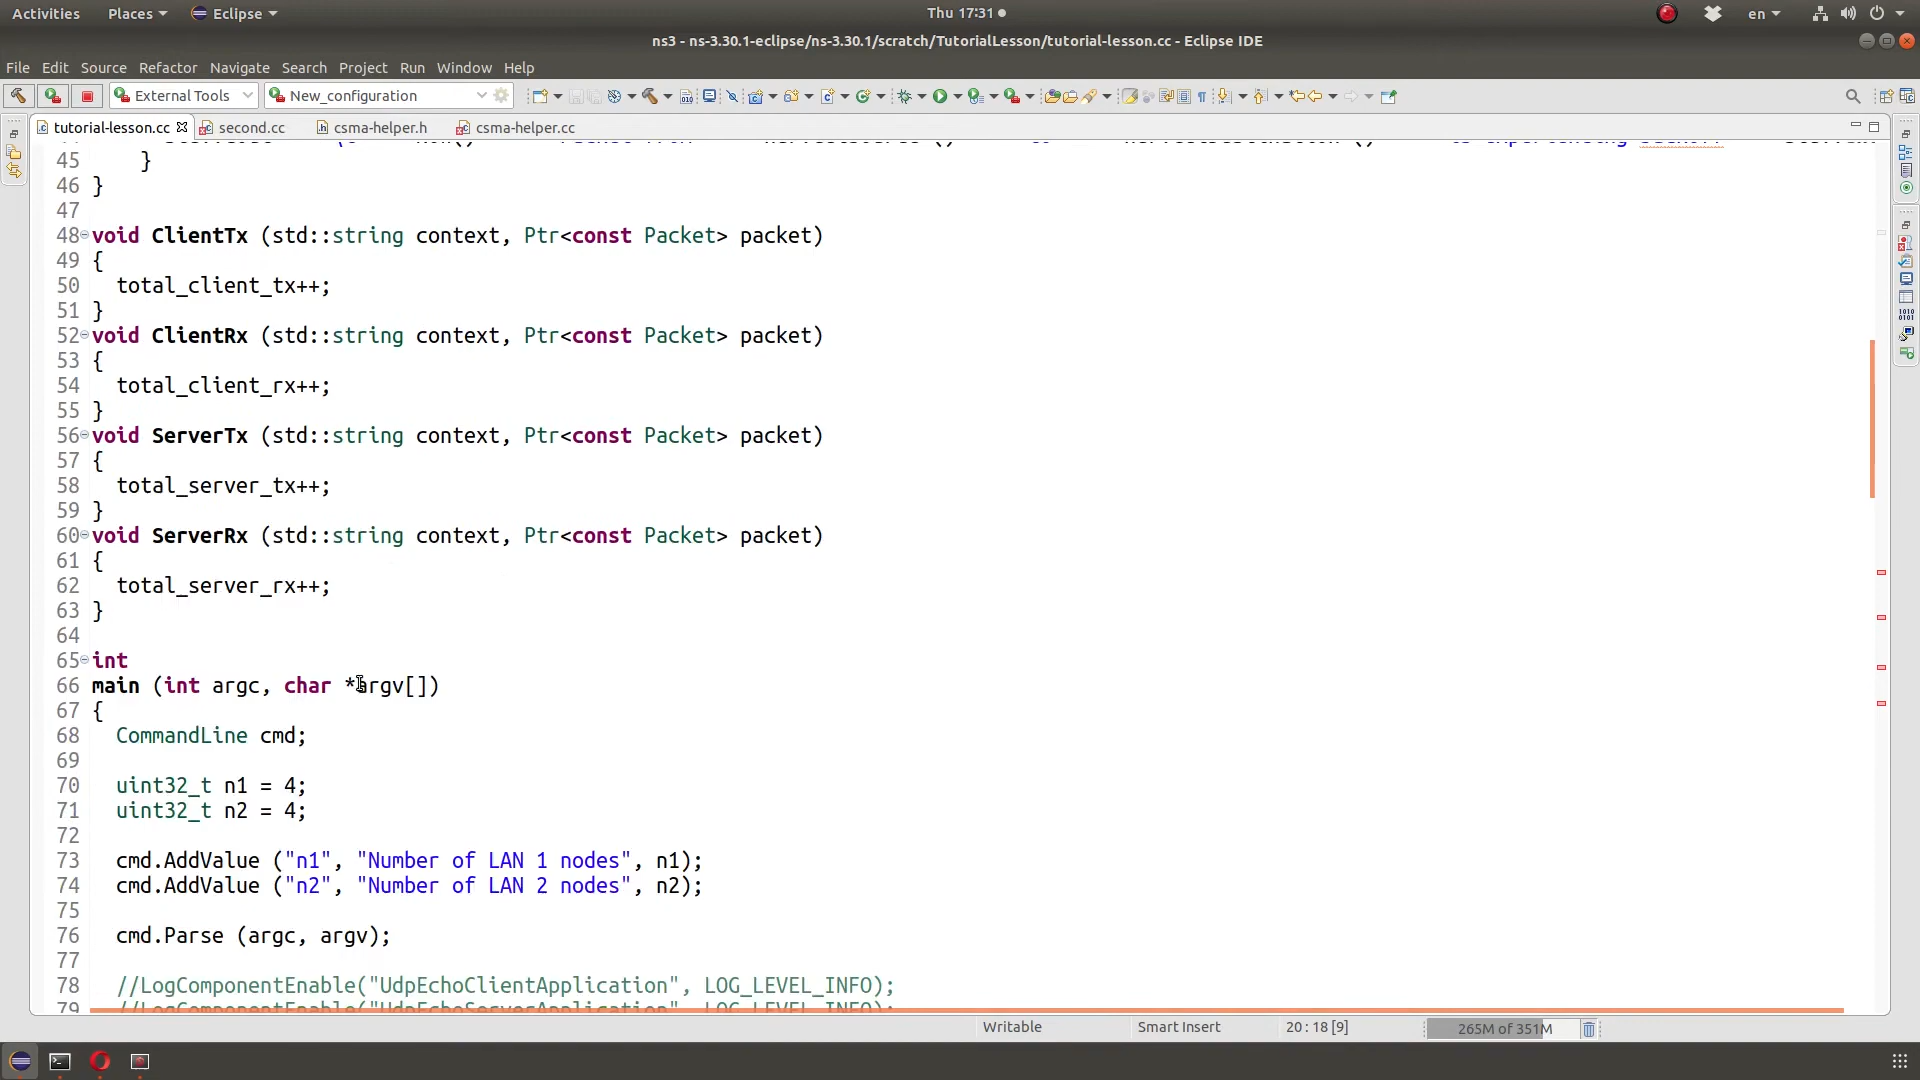 Activities Places Eclipse Thu 17:31 en
ns3 - ns-3.30.1-eclipse/ns-3.30.1/scratch/TutorialLesson/tutorial-lesson.cc - Eclipse IDE
File Edit Source Refactor Navigate Search Project Run Window Help
External Tools New_configuration
tutorial-lesson.cc second.cc csma-helper.h csma-helper.cc
45 }
46 }
47
48 void ClientTx (std::string context, Ptr<const Packet> packet)
49 {
50 total_client_tx++;
51 }
52 void ClientRx (std::string context, Ptr<const Packet> packet)
53 {
54 total_client_rx++;
55 }
56 void ServerTx (std::string context, Ptr<const Packet> packet)
57 {
58 total_server_tx++;
59 }
60 void ServerRx (std::string context, Ptr<const Packet> packet)
61 {
62 total_server_rx++;
63 }
64
65 int
66 main (int argc, char *argv[])
67 {
68 CommandLine cmd;
69
70 uint32_t n1 = 4;
71 uint32_t n2 = 4;
72
73 cmd.AddValue ("n1", "Number of LAN 1 nodes", n1);
74 cmd.AddValue ("n2", "Number of LAN 2 nodes", n2);
75
76 cmd.Parse (argc, argv);
77
78 //LogComponentEnable("UdpEchoClientApplication", LOG_LEVEL_INFO);
79 //LogComponentEnable("UdpEchoServerApplication", LOG_LEVEL_INFO);
Writable Smart Insert 20 : 18 [9] 265M of 351M